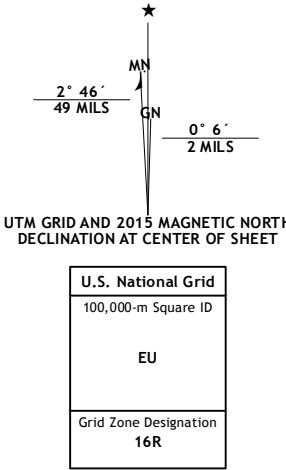 MN
2° 46´
49 MILS
GN
0° 6´
2 MILS
UTM GRID AND 2015 MAGNETIC NORTH
DECLINATION AT CENTER OF SHEET
U.S. National Grid
100,000-m Square ID
EU
Grid Zone Designation
16R